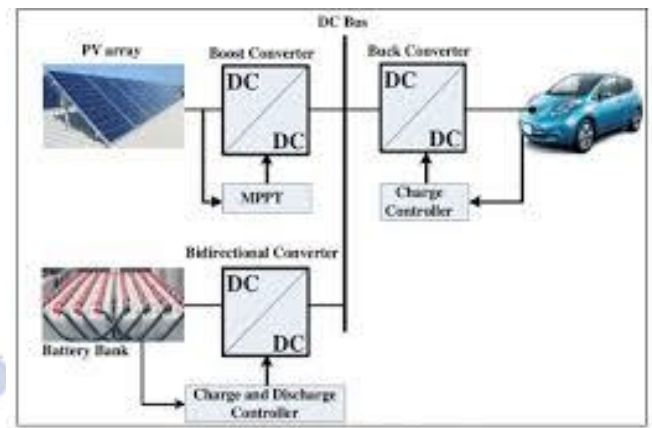 DC Bus
PV array
Boost Converter
Buck Converter
DC
DC
DC
DC
MPPT
Charge
Controller
Bidirectional Converter
DC
DC
Battery Bank
Charge and Discharge
Controller